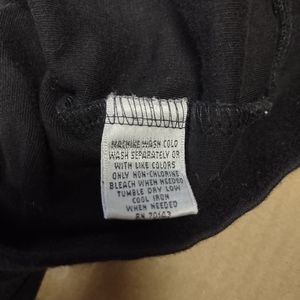 MACHINE WASH COLD
WASH SEPARATELY OR
WITH LIKE COLORS
ONLY NON-CHLORINE
BLEACH WHEN NEEDED
TUMBLE DRY LOW
COOL IRON
WHEN NEEDED
RN